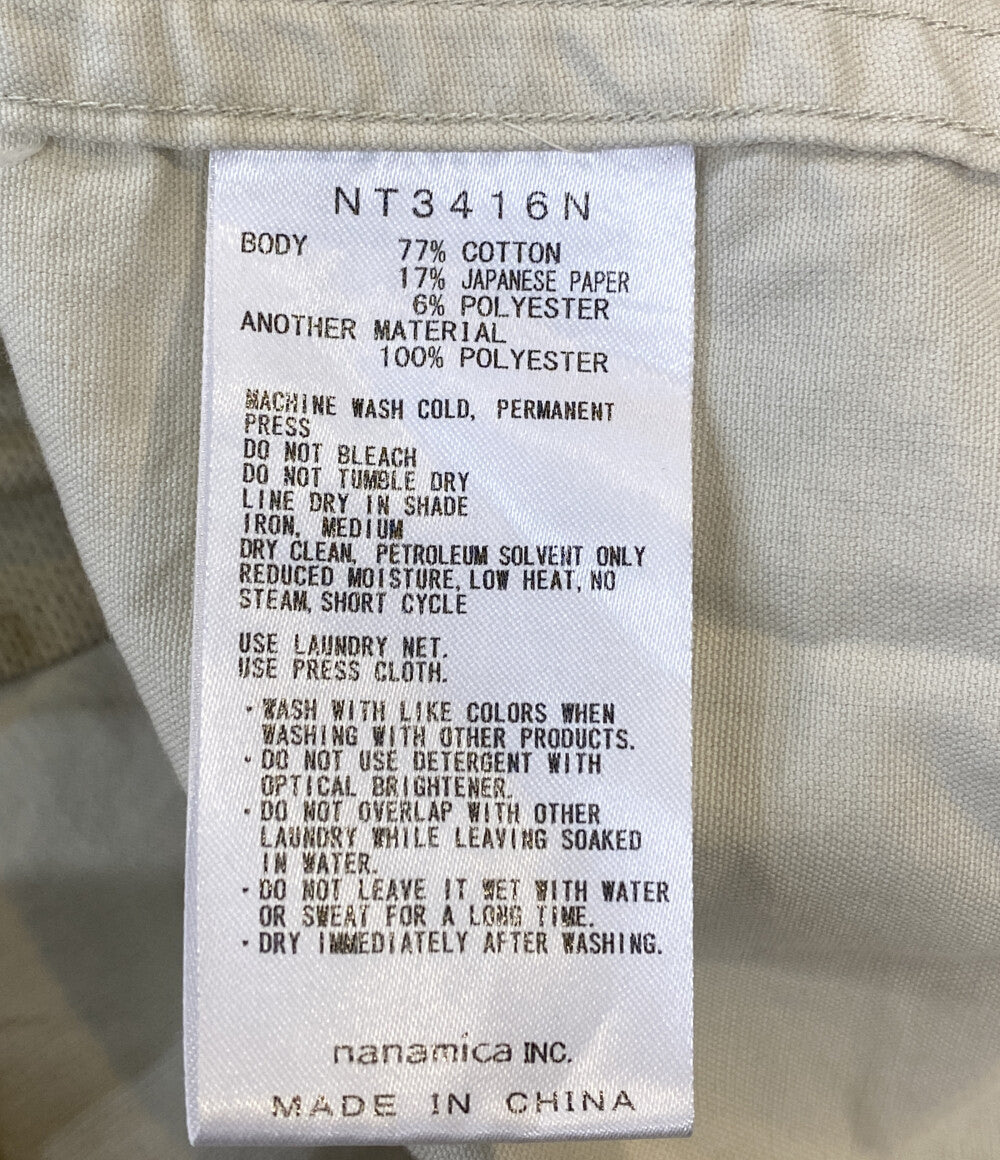 NT3416N
BODY 77% COTTON
17% JAPANESE PAPER
6% POLYESTER
ANOTHER MATERIAL
100% POLYESTER
MACHINE WASH COLD, PERMANENT
PRESS
DO NOT BLEACH
DO NOT TUMBLE DRY
LINE DRY IN SHADE
IRON, MEDIUM
DRY CLEAN, PETROLEUM SOLVENT ONLY
REDUCED MOISTURE, LOW HEAT, NO
STEAM, SHORT CYCLE
USE LAUNDRY NET.
USE PRESS CLOTH.
・WASH WITH LIKE COLORS WHEN
WASHING WITH OTHER PRODUCTS.
・DO NOT USE DETERGENT WITH
OPTICAL BRIGHTENER.
・DO NOT OVERLAP WITH OTHER
LAUNDRY WHILE LEAVING SOAKED
IN WATER.
・DO NOT LEAVE IT WET WITH WATER
OR SWEAT FOR A LONG TIME.
・DRY IMMEDIATELY AFTER WASHING.
nanamica INC.
MADE IN CHINA